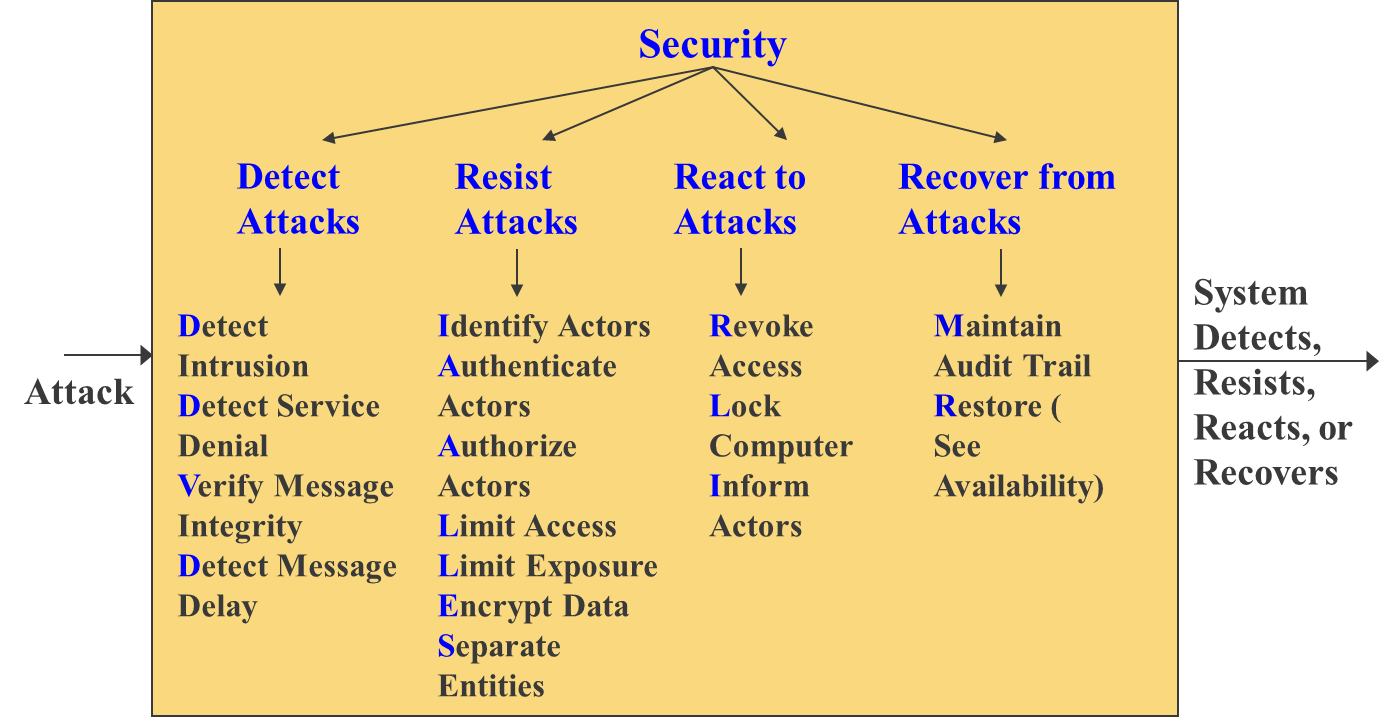 Security
Detect
Attacks
Resist
Attacks
React to
Attacks
Recover from
Attacks
Attack
Detect
Intrusion
Detect Service
Denial
Verify Message
Integrity
Detect Message
Delay
Identify Actors
Authenticate
Actors
Authorize
Actors
Limit Access
Limit Exposure
Encrypt Data
Separate
Entities
Revoke
Access
Lock
Computer
Inform
Actors
Maintain
Audit Trail
Restore (
See
Availability)
System
Detects,
Resists,
Reacts, or
Recovers